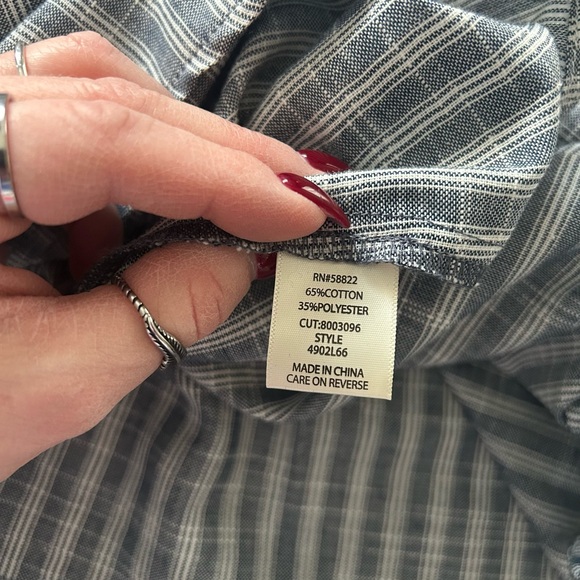 RN#58822
65%COTTON
35%POLYESTER
CUT:8003096
STYLE
4902L66
MADE IN CHINA
CARE ON REVERSE